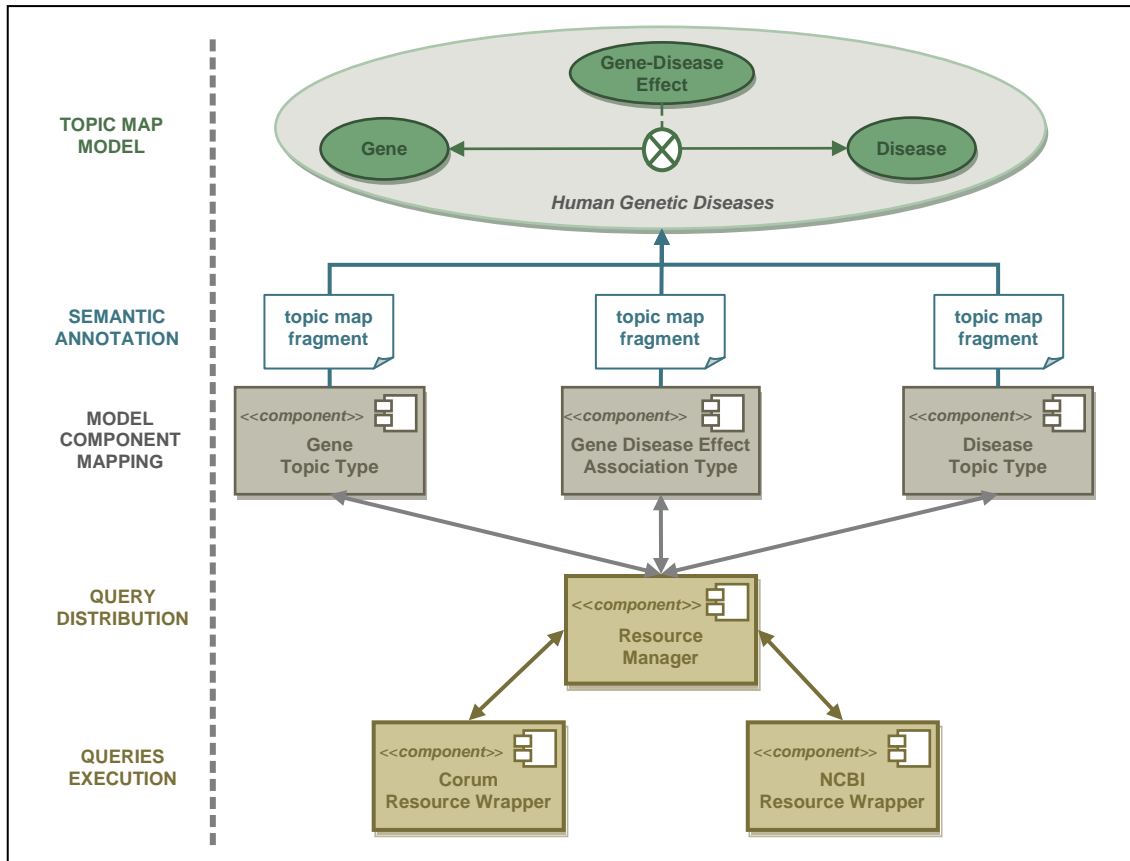 Gene-Disease
Effect
TOPIC MAP
MODEL
Gene
Disease
Human Genetic Diseases
SEMANTIC
ANNOTATION
topic map
fragment
topic map
fragment
topic map
fragment
MODEL
COMPONENT
MAPPING
<<component>>
Gene
Topic Type
<<component>>
Gene Disease Effect
Association Type
<<component>>
Disease
Topic Type
QUERY
DISTRIBUTION
<<component>>
Resource
Manager
QUERIES
EXECUTION
<<component>>
Corum
Resource Wrapper
<<component>>
NCBI
Resource Wrapper